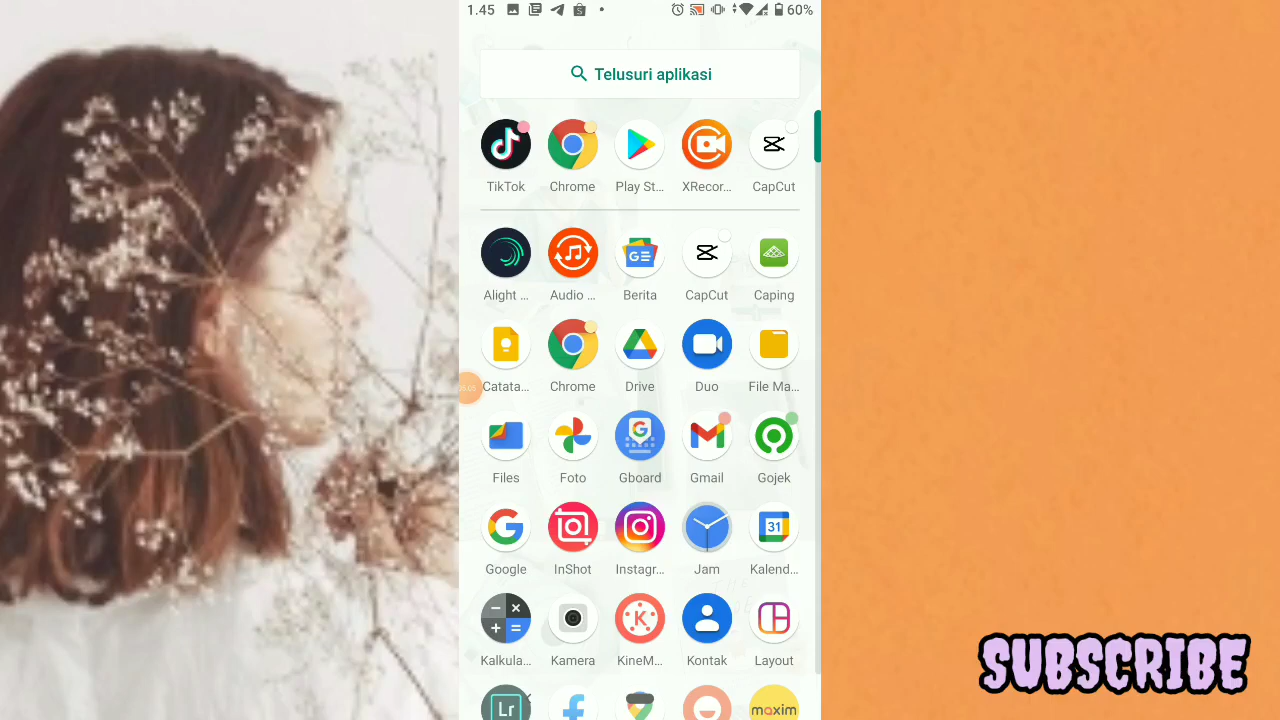 1.45 60%
Telusuri aplikasi
TikTok Chrome Play St... XRecor... CapCut
Alight ... Audio ... Berita CapCut Caping
Catata... Chrome Drive Duo File Ma...
Files Foto Gboard Gmail Gojek
Google InShot Instagr... Jam Kalend...
31
Kalkula... Kamera KineM... Kontak Layout
Lr maxim
SUBSCRIBE